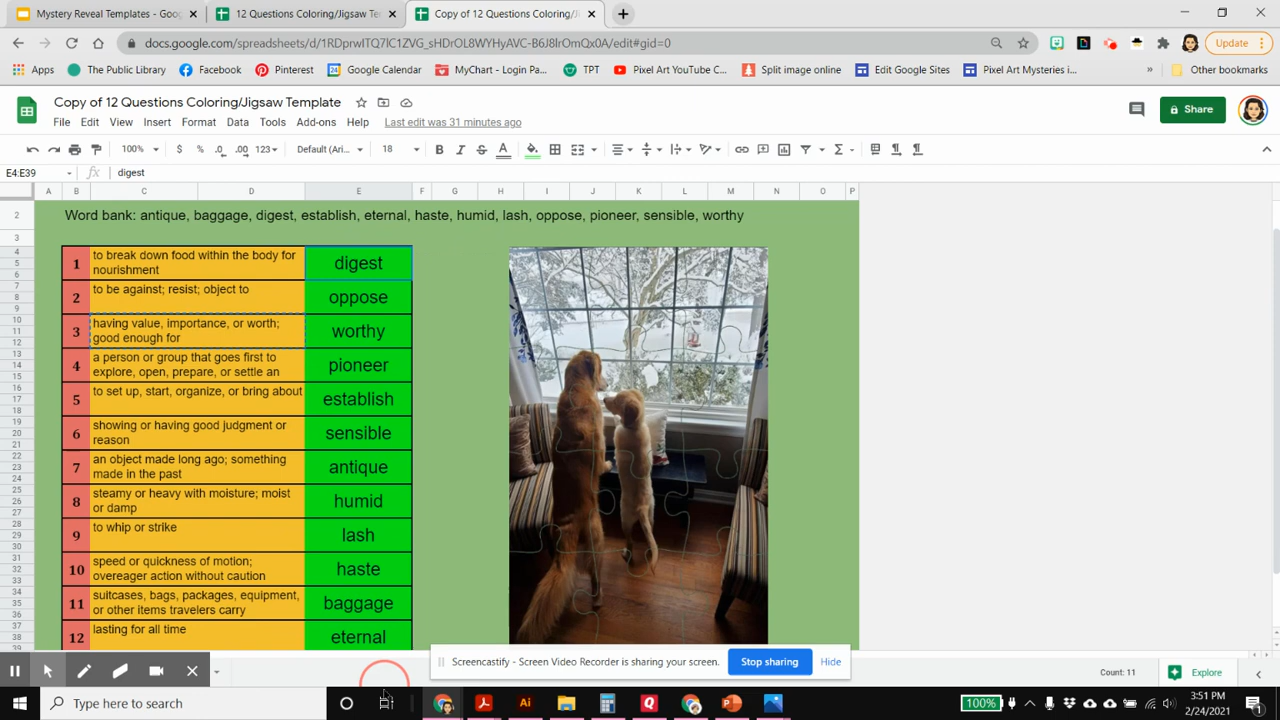 Mystery Reveal Templates - Goo
12 Questions Coloring/Jigsaw Te
Copy of 12 Questions Coloring/J
Update
Apps
The Public Library
Facebook
Pinterest
Google Calendar
MyChart - Login Pa...
TPT
Pixel Art YouTube C...
Split image online
Edit Google Sites
Pixel Art Mysteries i...
Other bookmarks
Copy of 12 Questions Coloring/Jigsaw Template
File Edit View Insert Format Data Tools Add-ons Help Last edit was 31 minutes ago
Share
100% $ % .0 .00 123 Default (Ari... 18
E4:E39 fx digest
A B C D E F G H I J K L M N O P
2 Word bank: antique, baggage, digest, establish, eternal, haste, humid, lash, oppose, pioneer, sensible, worthy
1 to break down food within the body for
nourishment
digest
2 to be against; resist; object to
oppose
3 having value, importance, or worth;
good enough for
worthy
4 a person or group that goes first to
explore, open, prepare, or settle an
pioneer
5 to set up, start, organize, or bring about
establish
6 showing or having good judgment or
reason
sensible
7 an object made long ago; something
made in the past
antique
8 steamy or heavy with moisture; moist
or damp
humid
9 to whip or strike
lash
10 speed or quickness of motion;
overeager action without caution
haste
11 suitcases, bags, packages, equipment,
or other items travelers carry
baggage
12 lasting for all time
eternal
Screencastify - Screen Video Recorder is sharing your screen.
Stop sharing
Hide
Count: 11
Explore
Type here to search
100%
3:51 PM
2/24/2021